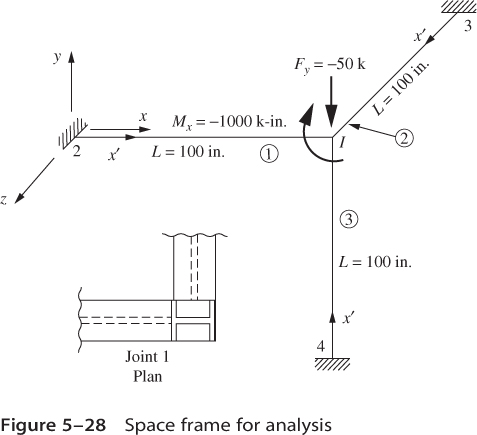 3
x′
y
F_y = −50 k
L = 100 in.
x
M_x = −1000 k-in.
2
x′
L = 100 in.
①
I
②
z
③
L = 100 in.
x′
4
Joint 1
Plan
Figure 5–28 Space frame for analysis